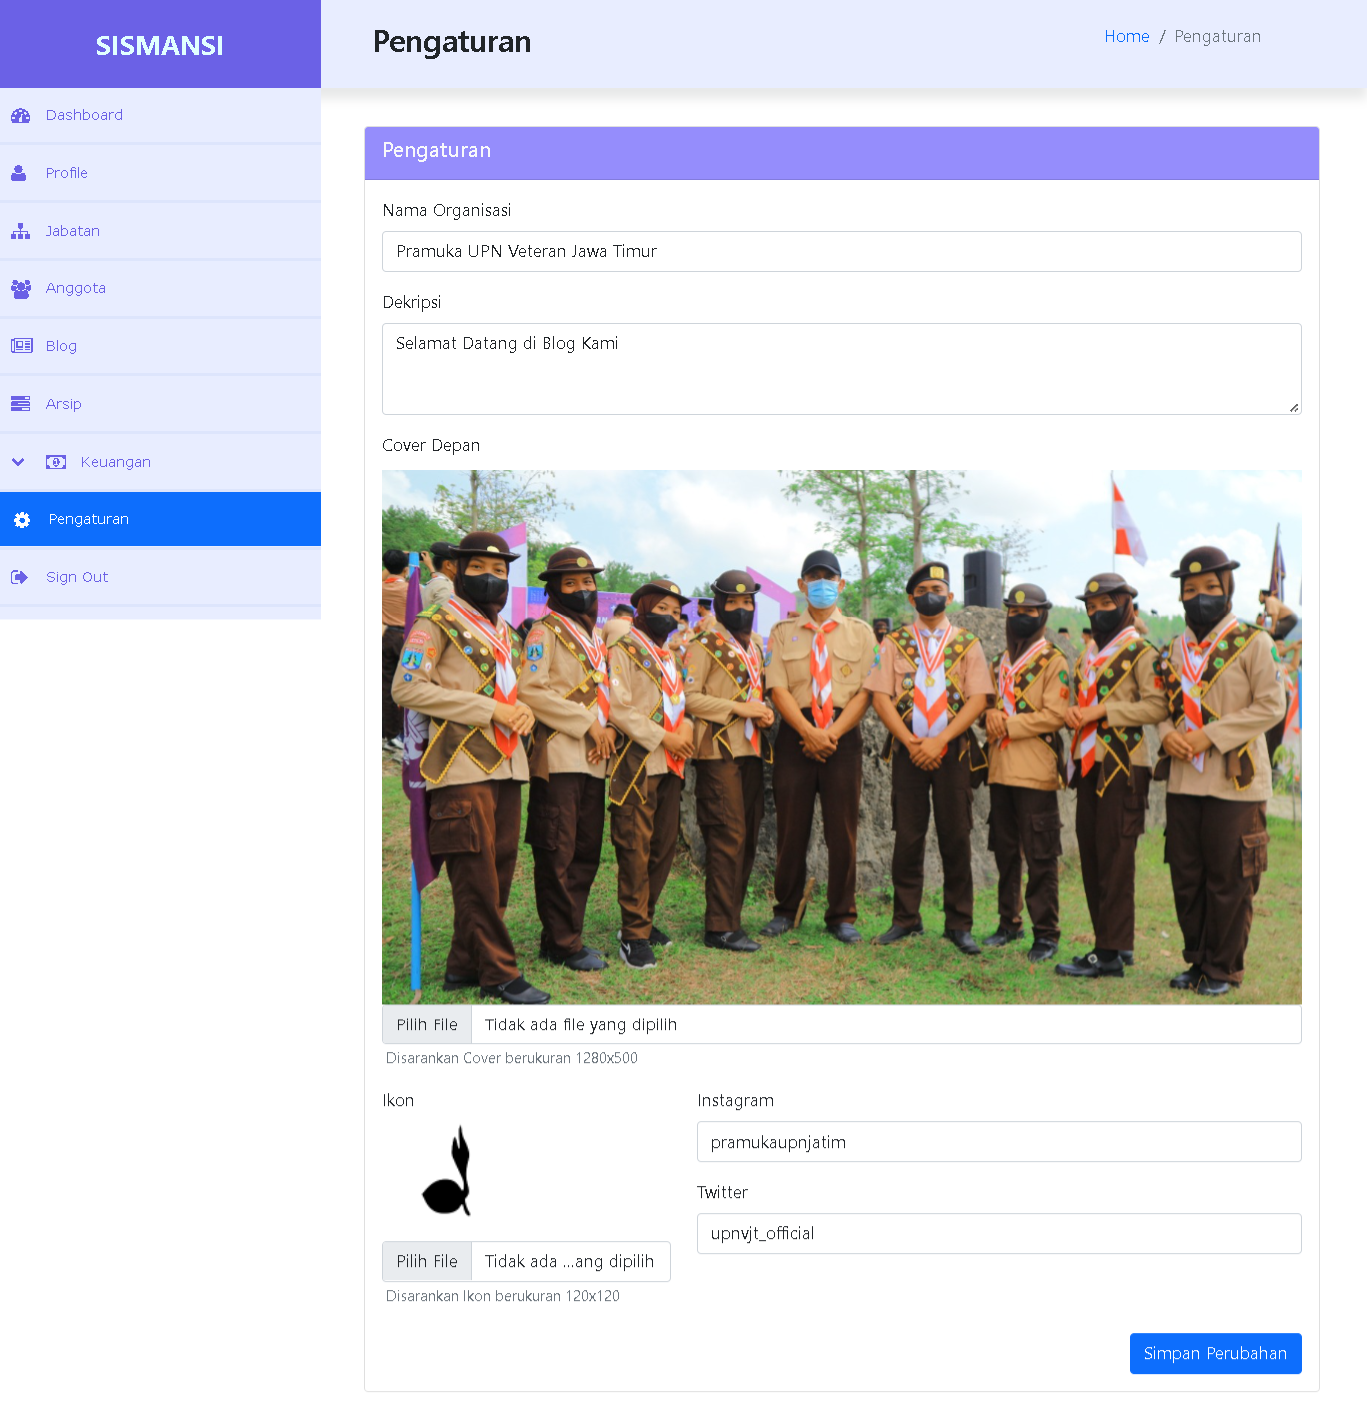 SISMANSI
Dashboard
Profile
Jabatan
Anggota
Blog
Arsip
Keuangan
Pengaturan
Sign Out
Pengaturan
Home / Pengaturan
Pengaturan
Nama Organisasi
Pramuka UPN Veteran Jawa Timur
Dekripsi
Selamat Datang di Blog Kami
Cover Depan
Pilih File Tidak ada file yang dipilih
Disarankan Cover berukuran 1280x500
Ikon
Pilih File Tidak ada ...ang dipilih
Disarankan Ikon berukuran 120x120
Instagram
pramukaupnjatim
Twitter
upnvjt_official
Simpan Perubahan